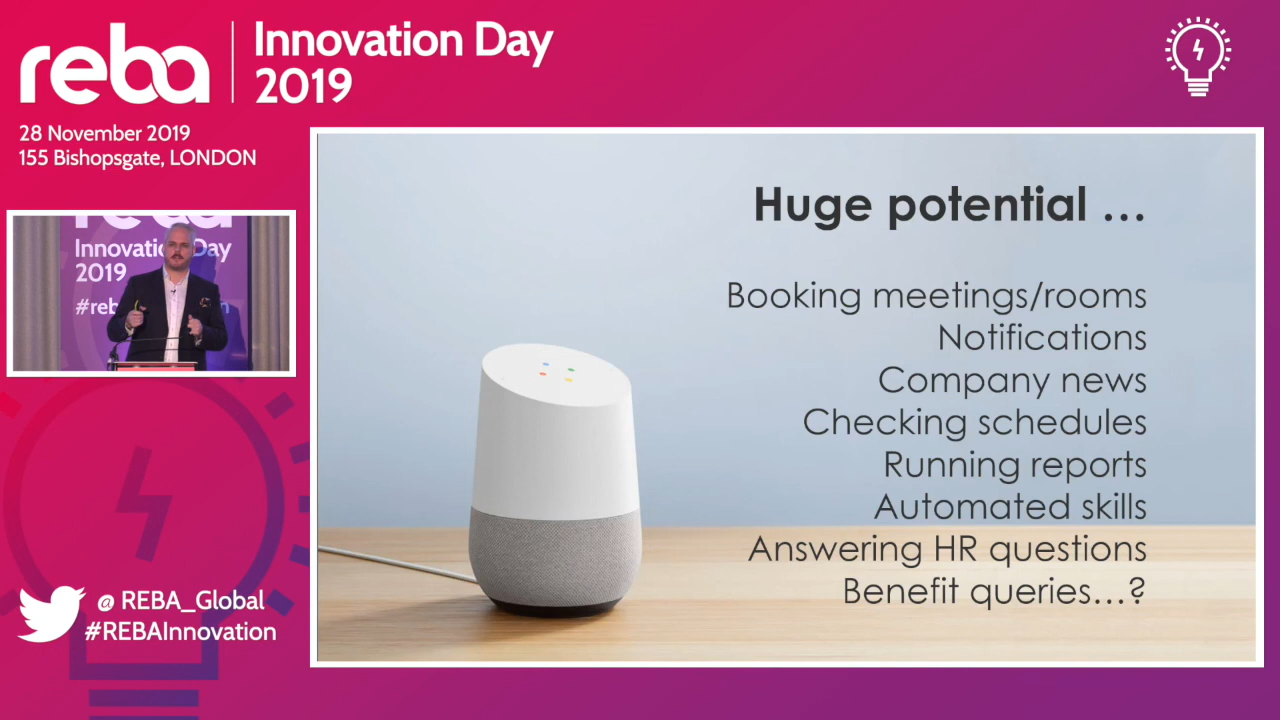 reba
Innovation Day
2019
28 November 2019
155 Bishopsgate, LONDON
Innovation Day
2019
#reb
Huge potential ...
Booking meetings/rooms
Notifications
Company news
Checking schedules
Running reports
Automated skills
Answering HR questions
Benefit queries...?
@ REBA_Global
#REBAInnovation